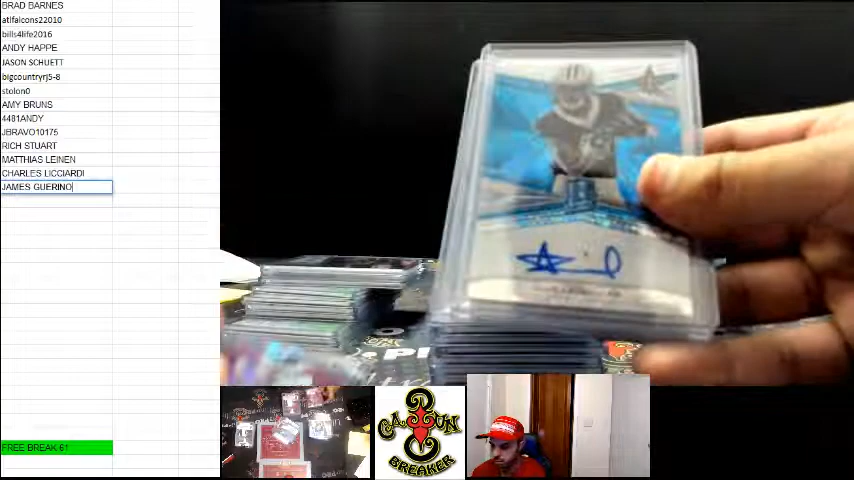 BRAD BARNES
atlfalcons22010
bills4life2016
ANDY HAPPE
JASON SCHUETT
bigcountryrj5-8
stolon0
AMY BRUNS
4481ANDY
JBRAVO10175
RICH STUART
MATTHIAS LEINEN
CHARLES LICCIARDI
JAMES GUERINO
FREE BREAK 61
CAJUN
BREAKER